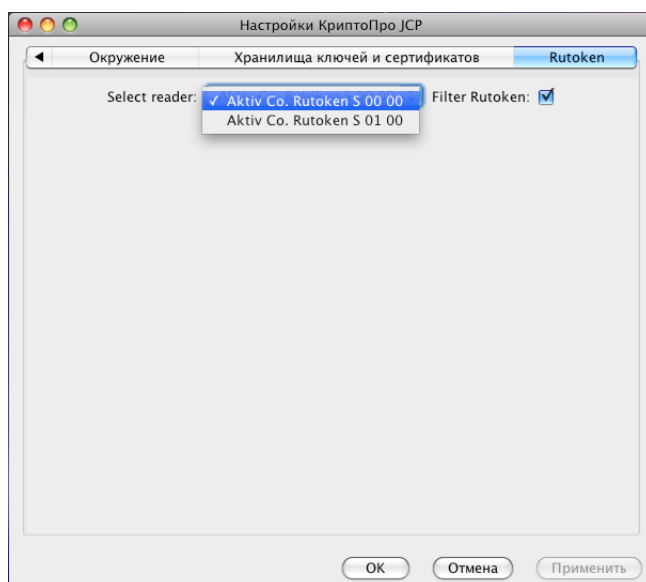 Настройки КриптоПро JCP
Окружение Хранилища ключей и сертификатов Rutoken
Select reader: ✓ Aktiv Co. Rutoken S 00 00 Filter Rutoken:
Aktiv Co. Rutoken S 01 00
OK Отмена Применить